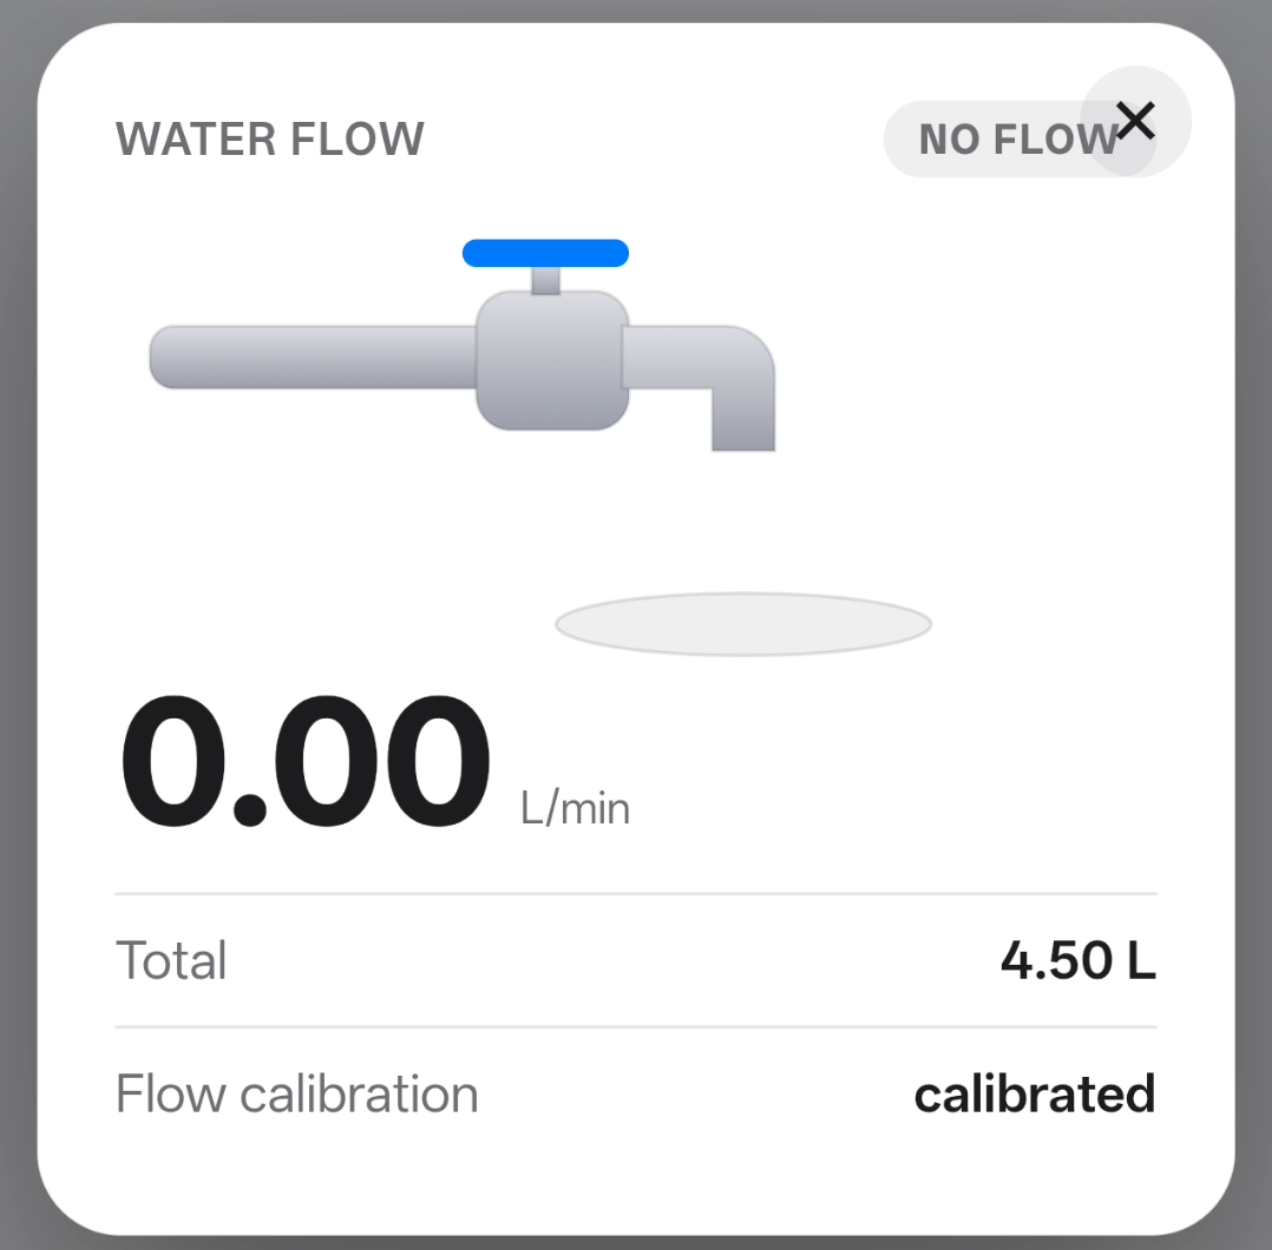 WATER FLOW
NO FLOW
0.00 L/min
Total 4.50 L
Flow calibration calibrated